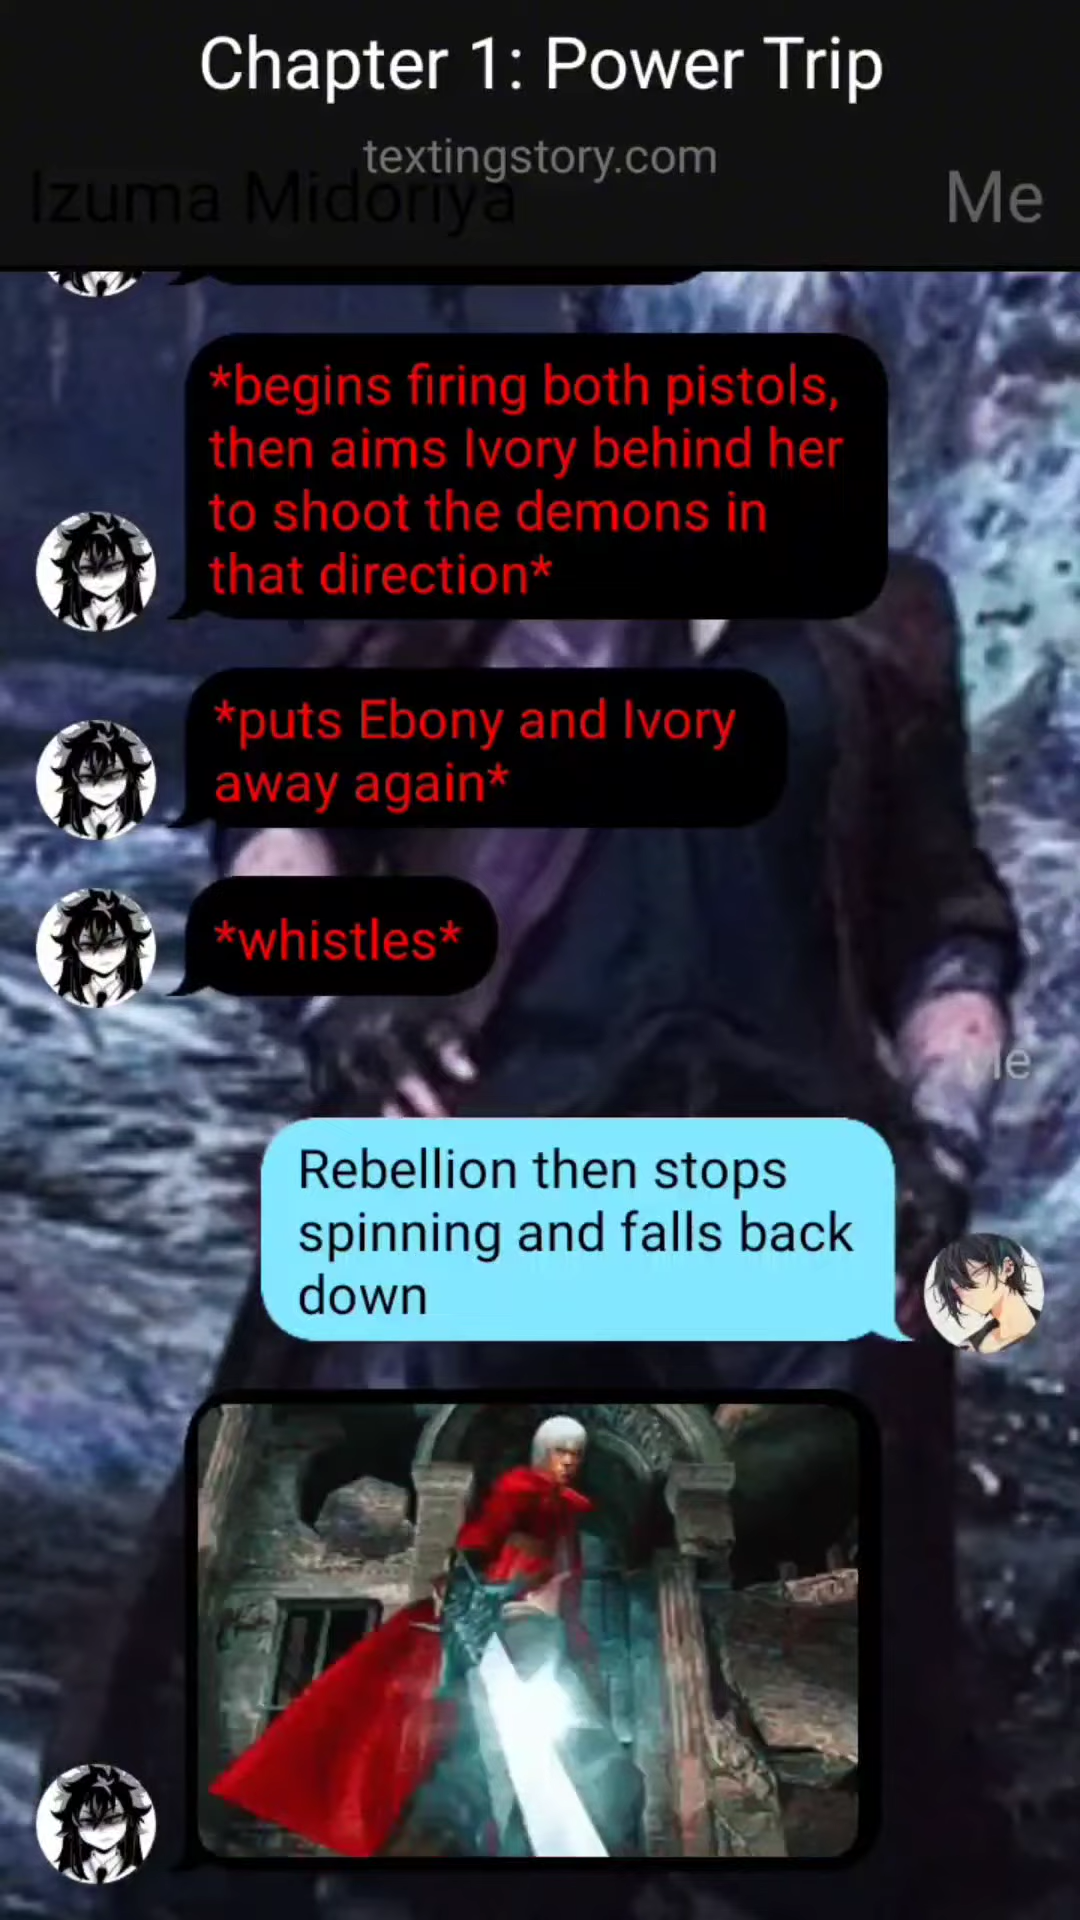 Chapter 1: Power Trip
textingstory.com
Izuma Midoriya
Me
*begins firing both pistols,
then aims Ivory behind her
to shoot the demons in
that direction*
*puts Ebony and Ivory
away again*
*whistles*
Me
Rebellion then stops
spinning and falls back
down